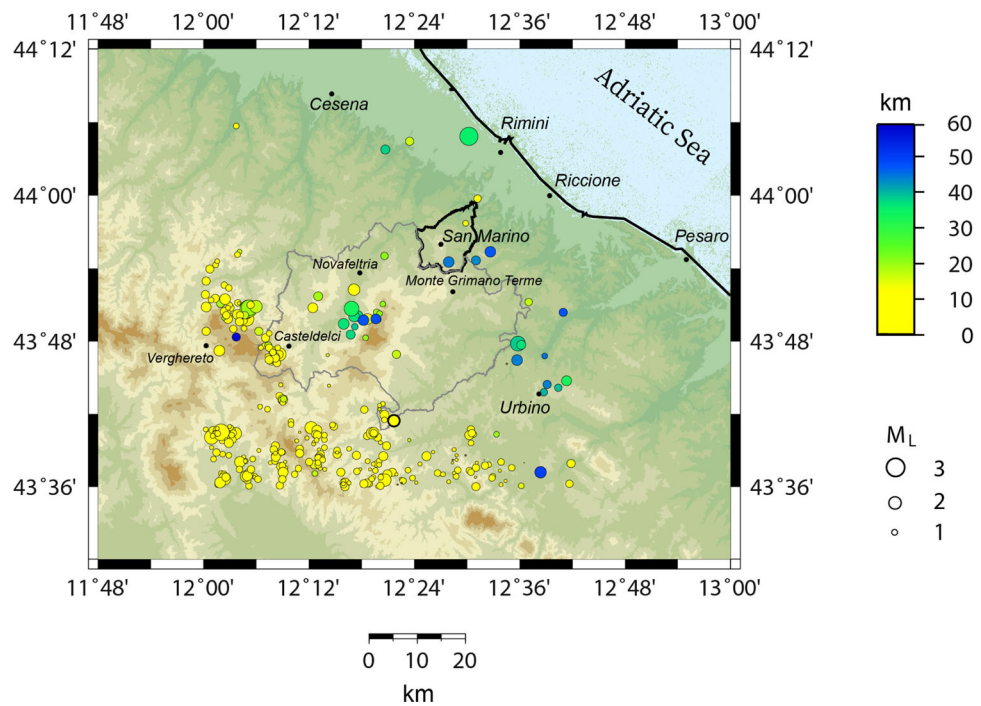 11˚48' 12˚00' 12˚12' 12˚24' 12˚36' 12˚48' 13˚00'
44˚12' 44˚12'
km
Adriatic Sea
Cesena
60
Rimini
50
44˚00' 44˚00'
Riccione
40
30
San Marino
Pesaro
20
Novafeltria
10
Monte Grimano Terme
0
43˚48' 43˚48'
Casteldelci
Verghereto
Urbino
M_L
3
43˚36' 43˚36'
2
1
11˚48' 12˚00' 12˚12' 12˚24' 12˚36' 12˚48' 13˚00'
0 10 20
km